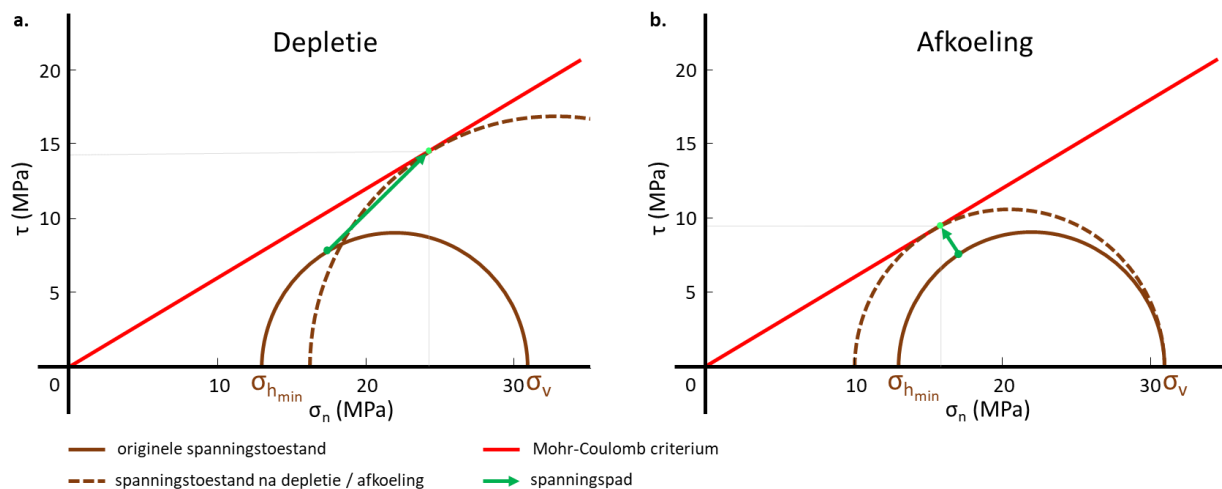 a.
Depletie
τ (MPa)
20
15
10
5
0
10
20
30
σhmin
σv
σn (MPa)
b.
Afkoeling
τ (MPa)
20
15
10
5
0
10
20
30
σhmin
σv
σn (MPa)
originele spanningstoestand
spanningstoestand na depletie / afkoeling
Mohr-Coulomb criterium
spanningspad